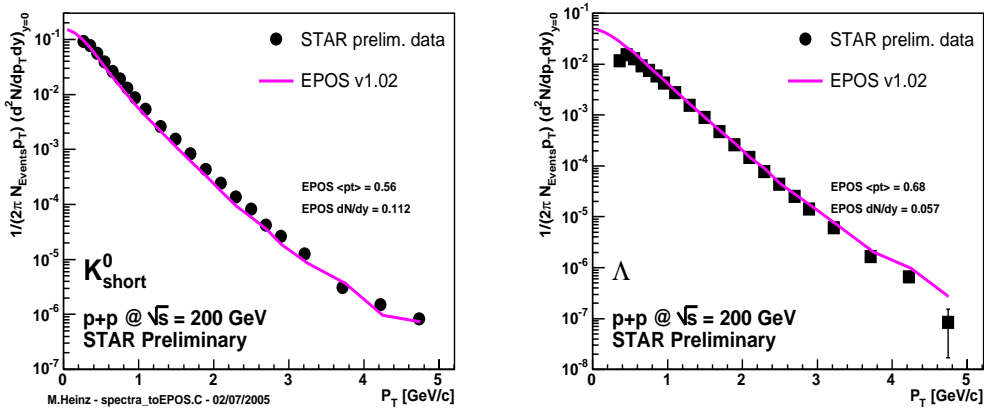 1/(2π N_Events p_T) (d²N/dp_T dy)_y=0
10⁻¹
10⁻²
10⁻³
10⁻⁴
10⁻⁵
10⁻⁶
10⁻⁷
STAR prelim. data
EPOS v1.02
EPOS <pt> = 0.56
EPOS dN/dy = 0.112
K⁰_short
p+p @ √s = 200 GeV
STAR Preliminary
0 1 2 3 4 5
P_T [GeV/c]
M.Heinz - spectra_toEPOS.C - 02/07/2005
1/(2π N_Events p_T) (d²N/dp_T dy)_y=0
10⁻¹
10⁻²
10⁻³
10⁻⁴
10⁻⁵
10⁻⁶
10⁻⁷
10⁻⁸
STAR prelim. data
EPOS v1.02
EPOS <pt> = 0.68
EPOS dN/dy = 0.057
Λ
p+p @ √s = 200 GeV
STAR Preliminary
0 1 2 3 4 5
P_T [GeV/c]